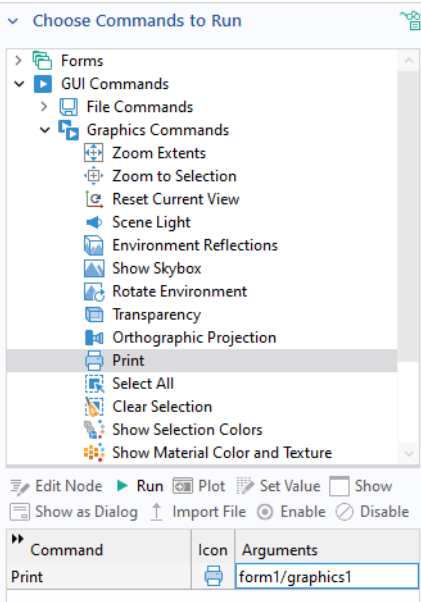 Choose Commands to Run
Forms
GUI Commands
File Commands
Graphics Commands
Zoom Extents
Zoom to Selection
Reset Current View
Scene Light
Environment Reflections
Show Skybox
Rotate Environment
Transparency
Orthographic Projection
Print
Select All
Clear Selection
Show Selection Colors
Show Material Color and Texture
Edit Node Run Plot Set Value Show
Show as Dialog Import File Enable Disable
Command Icon Arguments
Print form1/graphics1